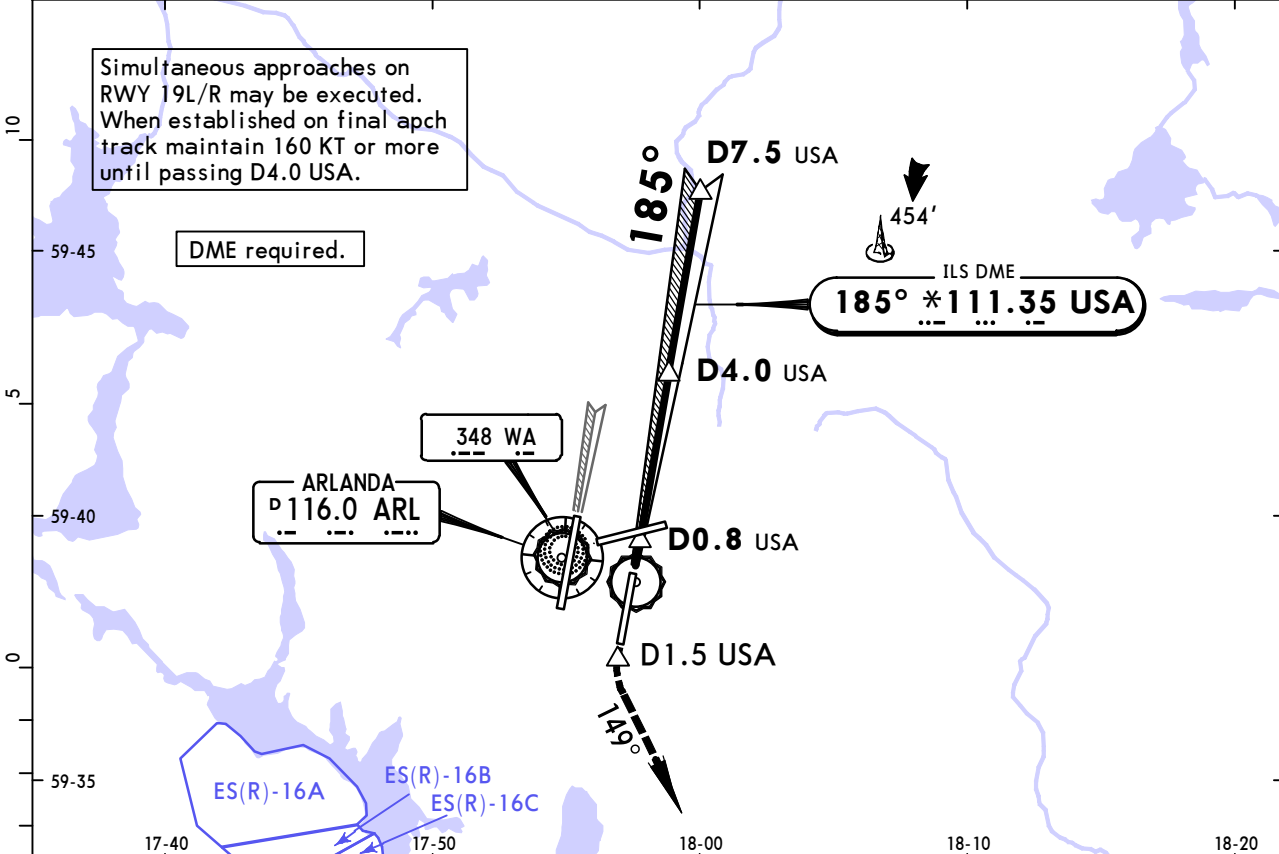 Simultaneous approaches on
RWY 19L/R may be executed.
When established on final apch
track maintain 160 KT or more
until passing D4.0 USA.
DME required.
10
5
0
59-45
59-40
59-35
185°
D7.5 USA
454'
ILS DME
185° *111.35 USA
D4.0 USA
348 WA
ARLANDA
D 116.0 ARL
D0.8 USA
D1.5 USA
149°
ES(R)-16A
ES(R)-16B
ES(R)-16C
17-40
17-50
18-00
18-10
18-20